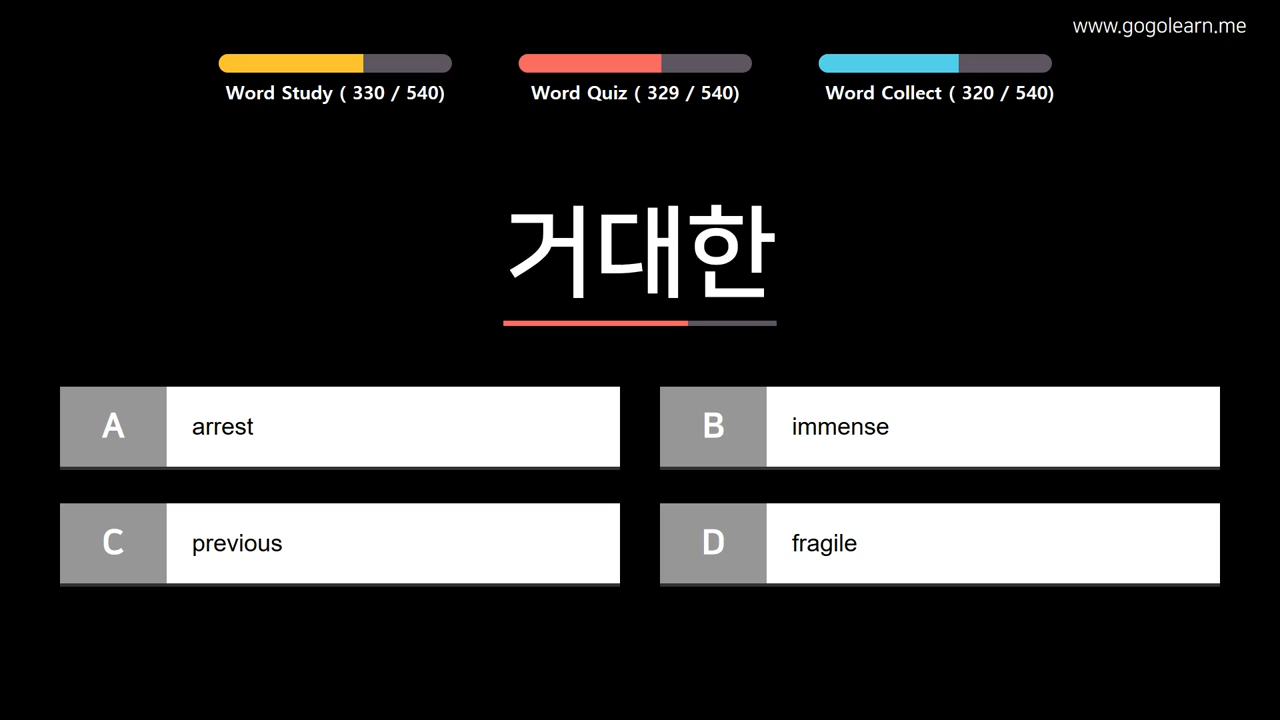 www.gogolearn.me
Word Study ( 330 / 540)
Word Quiz ( 329 / 540)
Word Collect ( 320 / 540)
거대한
A arrest
B immense
C previous
D fragile